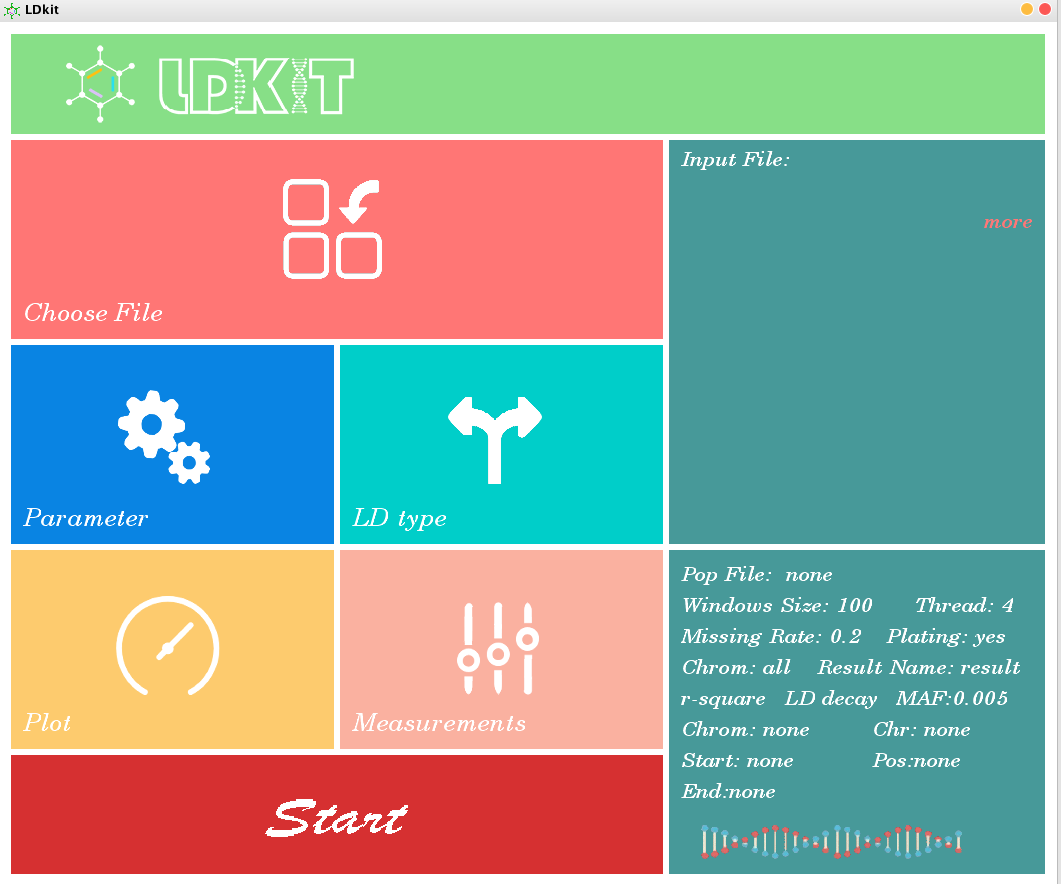 LDkit
LDKIT
Choose File
Input File:
more
Parameter
LD type
Plot
Measurements
Start
Pop File: none
Windows Size: 100 Thread: 4
Missing Rate: 0.2 Plating: yes
Chrom: all Result Name: result
r-square LD decay MAF:0.005
Chrom: none Chr: none
Start: none Pos:none
End:none